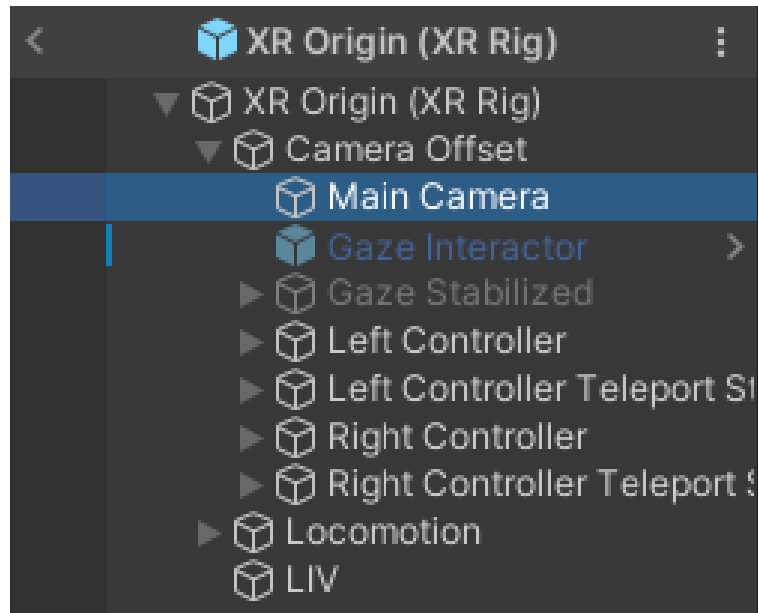 XR Origin (XR Rig)
XR Origin (XR Rig)
Camera Offset
Main Camera
Gaze Interactor
Gaze Stabilized
Left Controller
Left Controller Teleport
Right Controller
Right Controller Teleport
Locomotion
LIV